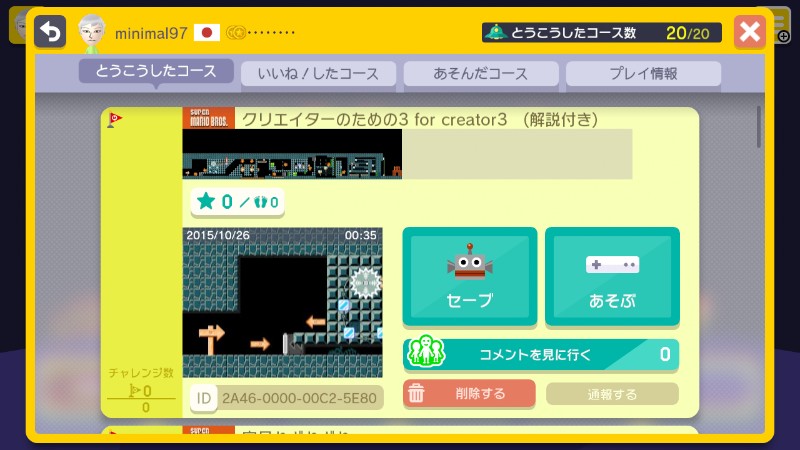 minimal97
とうこうしたコース数 20/20
とうこうしたコース
いいね!したコース
あそんだコース
プレイ情報
SUPER MARIO BROS.
クリエイターのための3 for creator3 (解説付き)
0 / 0
2015/10/26 00:35
セーブ
あそぶ
コメントを見に行く 0
チャレンジ数
0
0
ID 2A46-0000-00C2-5E80
削除する
通報する
SUPER